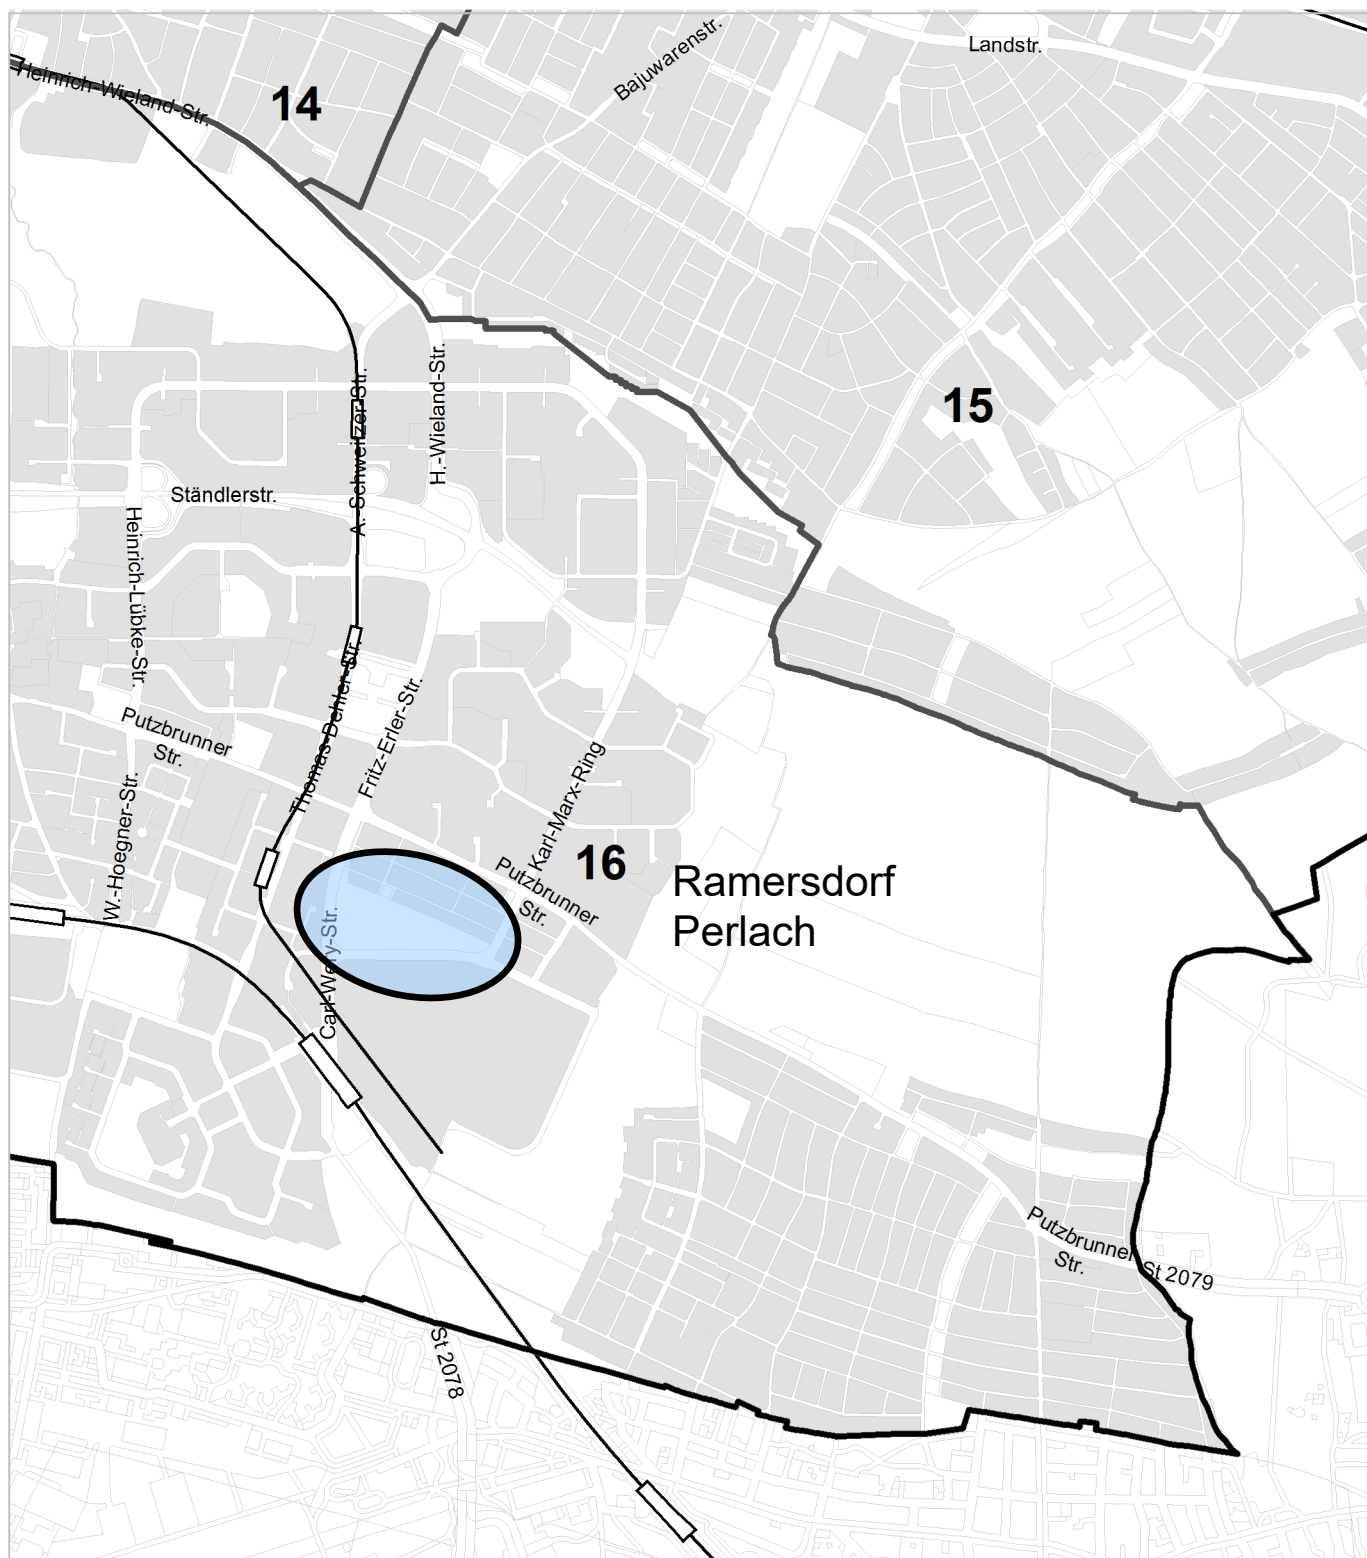 Landstr.
Bajuwarenstr.
Heinrich-Wieland-Str.
14
15
A.-Schweitzer-Str.
H.-Wieland-Str.
Ständlerstr.
Heinrich-Lübke-Str.
Thomas-Dehler-Str.
Fritz-Erler-Str.
Putzbrunner
Str.
W.-Hoegner-Str.
Karl-Marx-Ring
16
Putzbrunner
Str.
Ramersdorf
Perlach
Carl-Wery-Str.
Putzbrunner
Str.
St 2079
St 2078